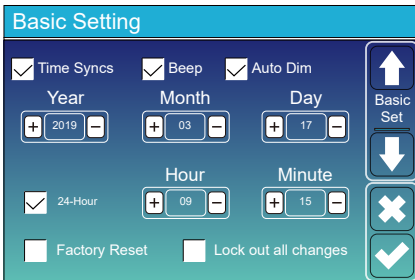 Basic Setting
Time Syncs Beep Auto Dim
Year Month Day
+ 2019 − + 03 − + 17 −
Basic
Set
Hour Minute
24-Hour + 09 − + 15 −
Factory Reset Lock out all changes